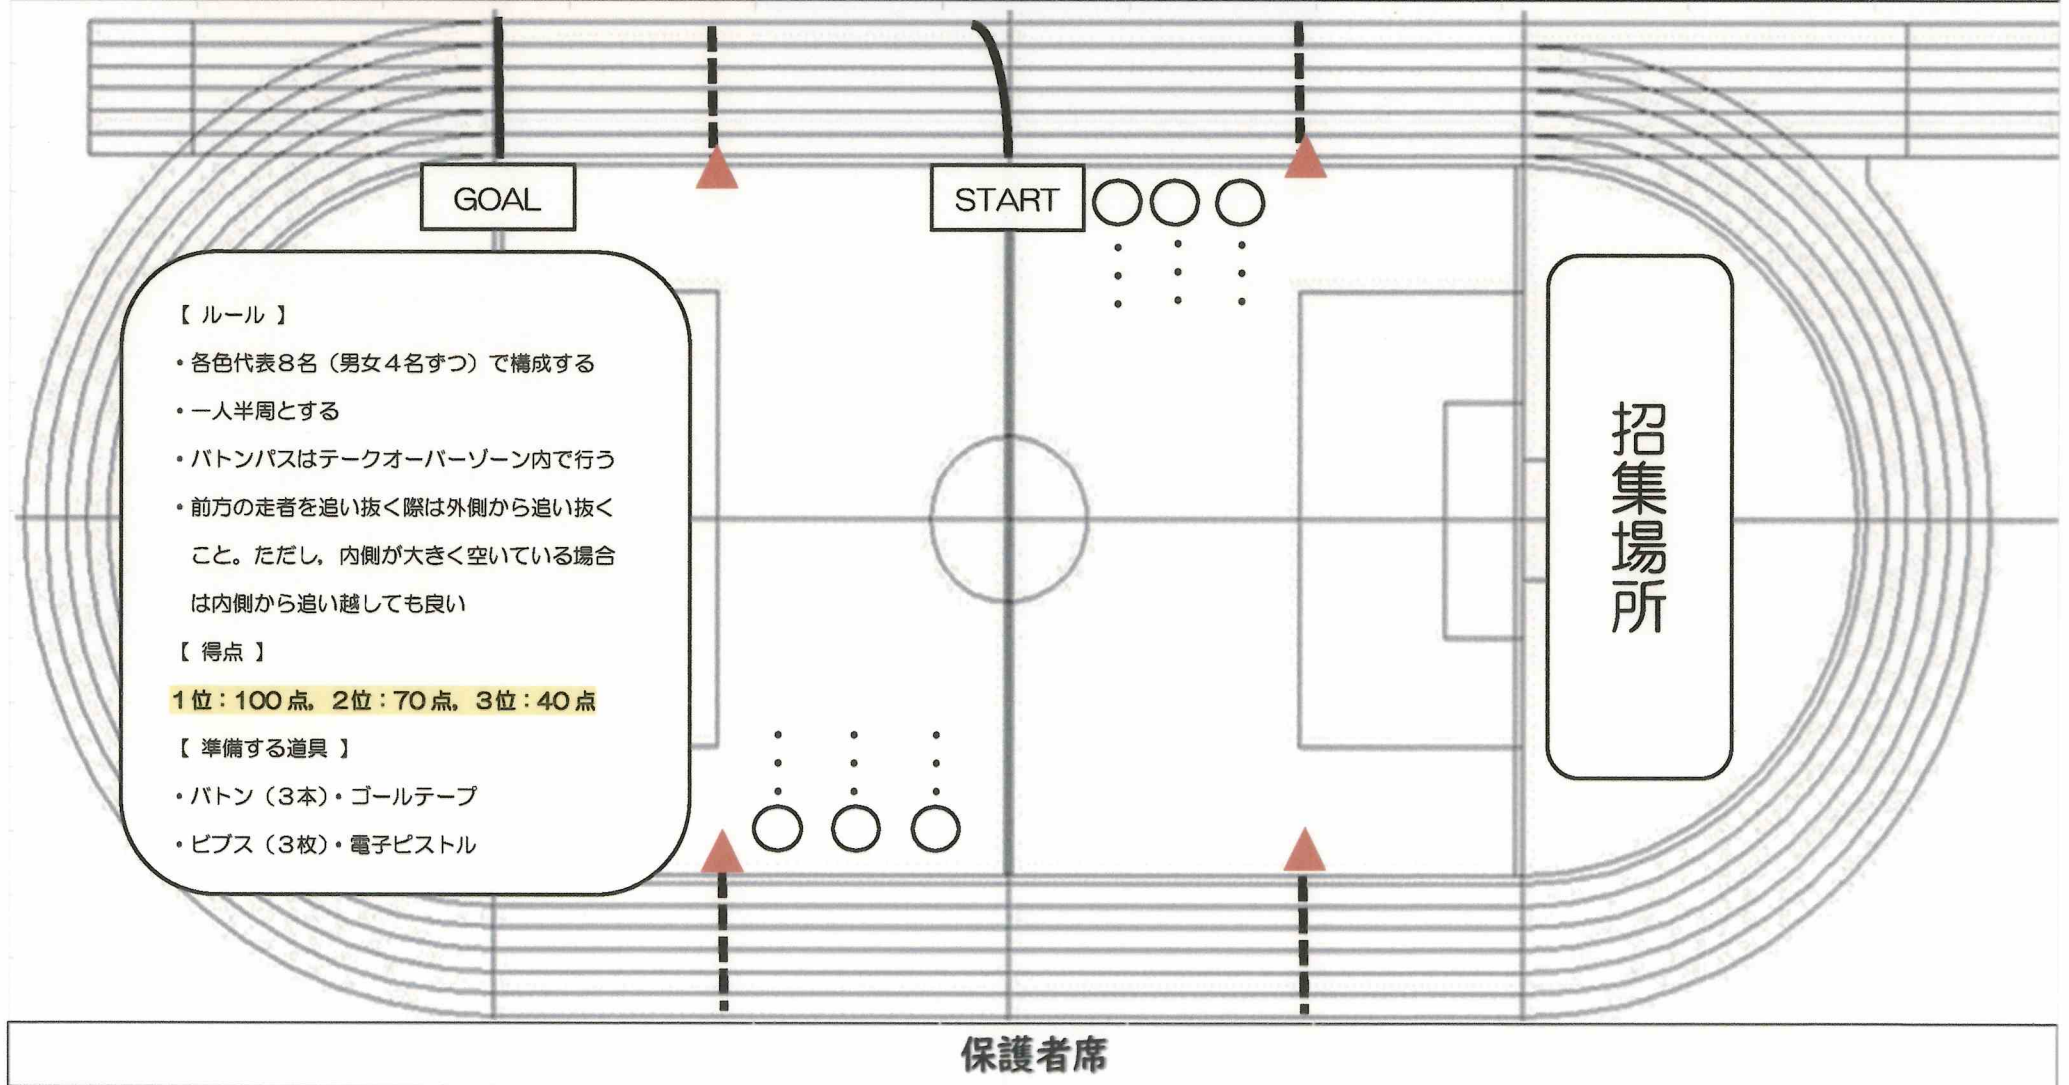 GOAL
START
【 ルール 】
・各色代表8名（男女4名ずつ）で構成する
・一人半周とする
・バトンパスはテークオーバーゾーン内で行う
・前方の走者を追い抜く際は外側から追い抜く
こと。ただし，内側が大きく空いている場合
は内側から追い越しても良い
【 得点 】
1位：100点，2位：70点，3位：40点
【 準備する道具 】
・バトン（3本）・ゴールテープ
・ビブス（3枚）・電子ピストル
招集場所
保護者席